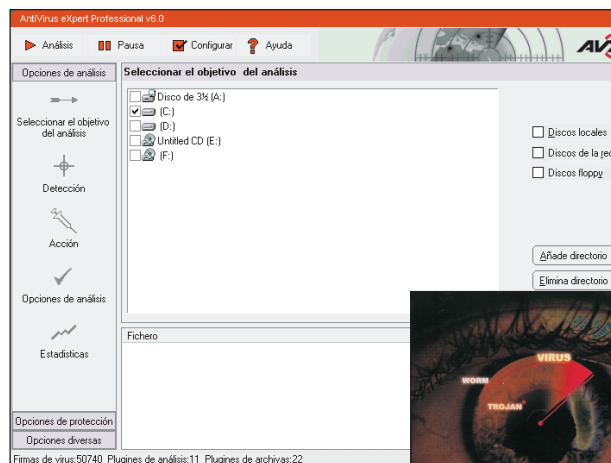 AntiVirus eXpert Professional v6.0
Análisis Pausa Configurar Ayuda
Opciones de análisis
Seleccionar el objetivo del análisis
Seleccionar el objetivo
del análisis
Detección
Acción
Opciones de análisis
Estadisticas
Opciones de protección
Opciones diversas
Disco de 3½ (A:)
(C:)
(D:)
Untitled CD (E:)
(F:)
Discos locales
Discos de la
Discos floppy
Añade directorio
Elimina directorio
Fichero
VIRUS
WORM
TROJAN
Firmas de virus:50740 Plugines de análisis:11 Plugines de archivas:22